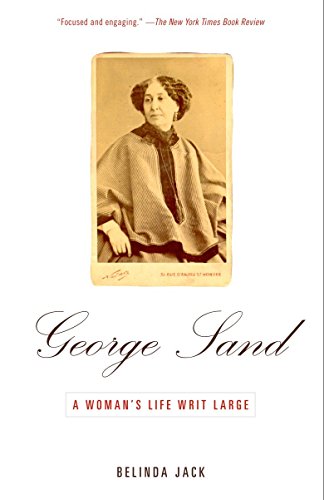 “Focused and engaging.” —The New York Times Book Review
George Sand
A WOMAN'S LIFE WRIT LARGE
BELINDA JACK